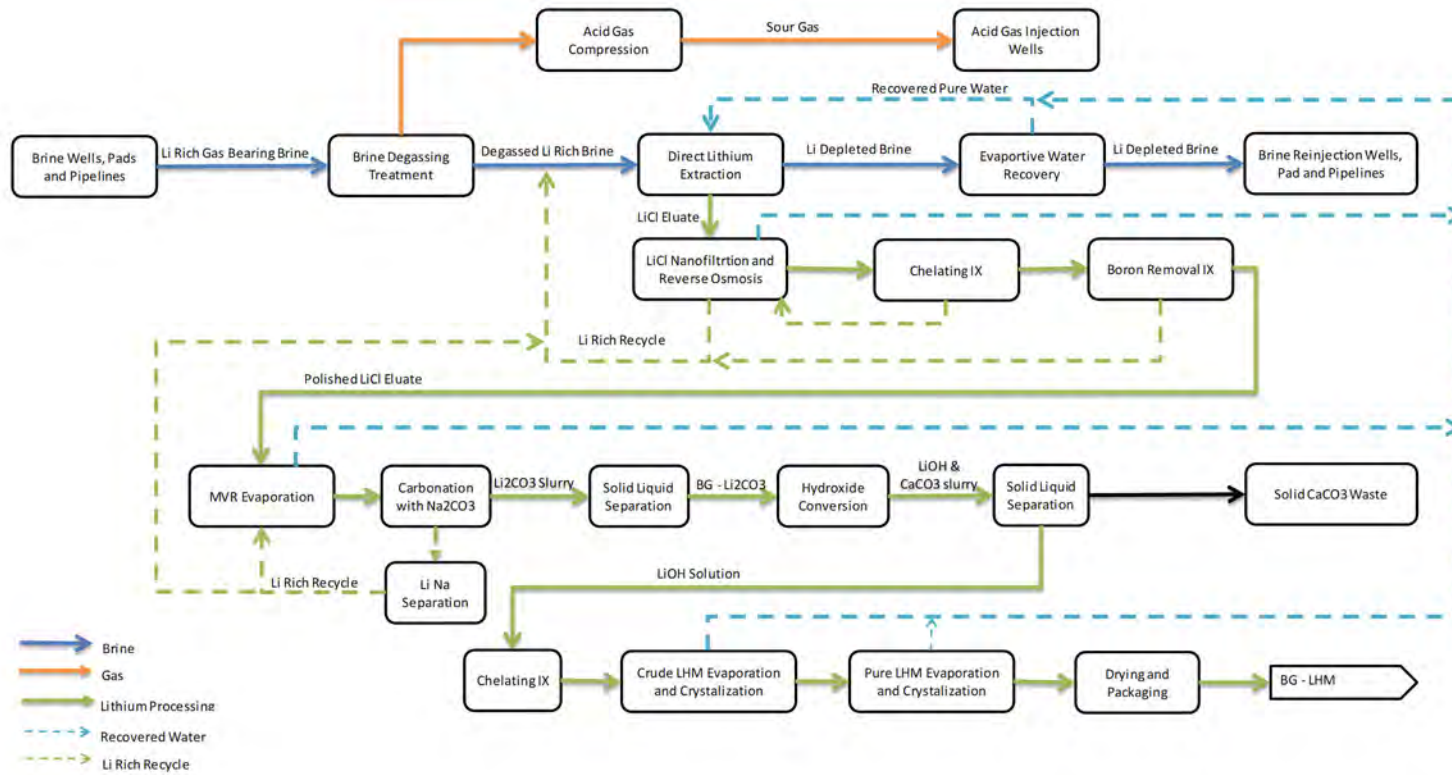 Acid Gas
Compression
Sour Gas
Acid Gas Injection
Wells
Recovered Pure Water
Brine Wells, Pads
and Pipelines
Li Rich Gas Bearing Brine
Brine Degassing
Treatment
Degassed Li Rich Brine
Direct Lithium
Extraction
Li Depleted Brine
Evaportive Water
Recovery
Li Depleted Brine
Brine Reinjection Wells,
Pad and Pipelines
LiCl Eluate
LiCl Nanofiltrtion and
Reverse Osmosis
Chelating IX
Boron Removal IX
Li Rich Recycle
Polished LiCl Eluate
MVR Evaporation
Carbonation
with Na2CO3
Li2CO3 Slurry
Solid Liquid
Separation
BG - Li2CO3
Hydroxide
Conversion
LiOH &
CaCO3 slurry
Solid Liquid
Separation
Solid CaCO3 Waste
Li Rich Recycle
Li Na
Separation
LiOH Solution
Chelating IX
Crude LHM Evaporation
and Crystalization
Pure LHM Evaporation
and Crystalization
Drying and
Packaging
BG - LHM
Brine
Gas
Lithium Processing
Recovered Water
Li Rich Recycle